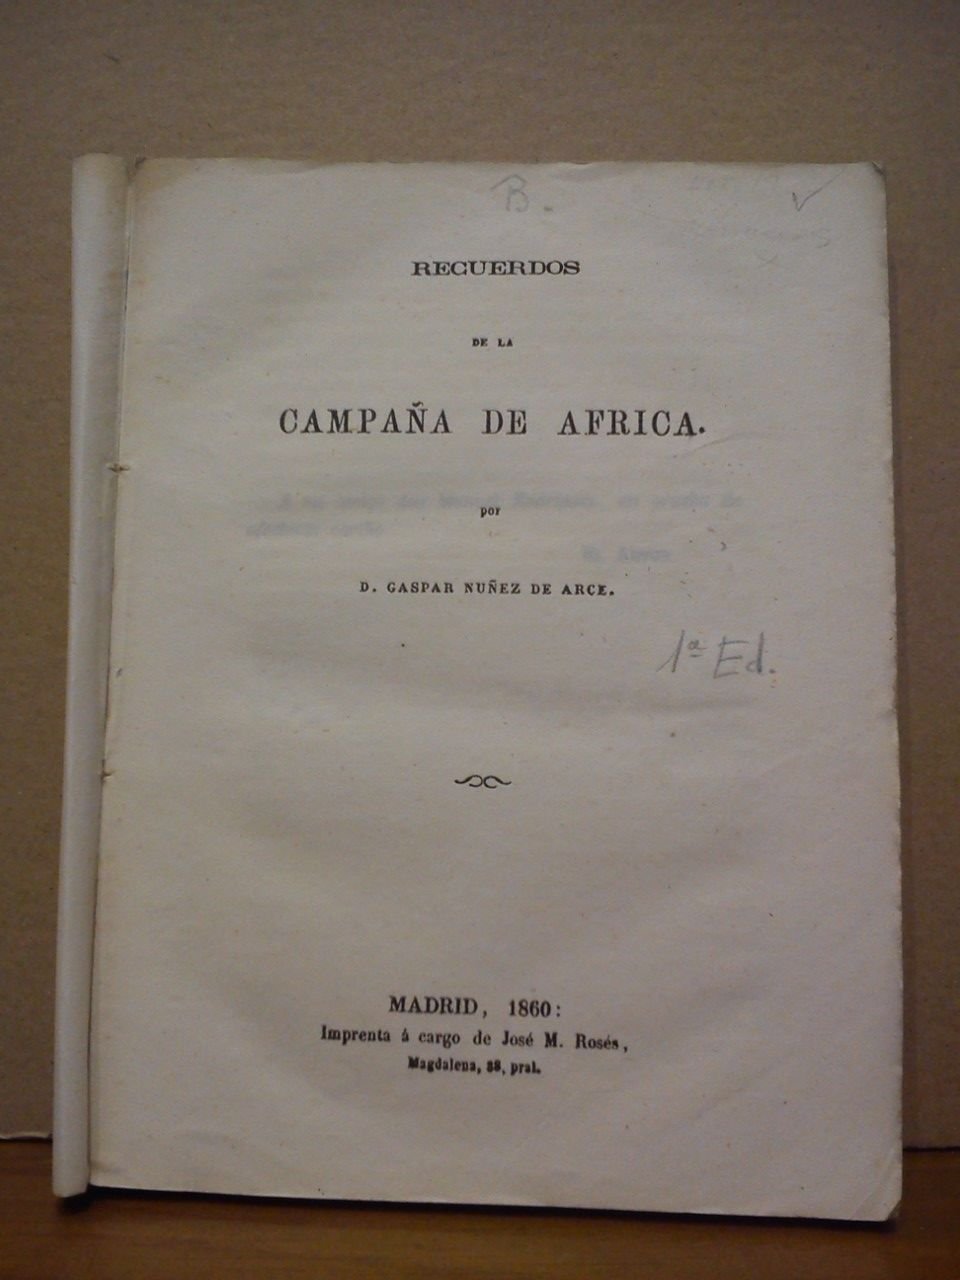 B.
RECUERDOS
DE LA
CAMPAÑA DE AFRICA.
por
D. GASPAR NUÑEZ DE ARCE.
1ª Ed.
MADRID, 1860:
Imprenta á cargo de José M. Rosés,
Magdalena, 38, pral.